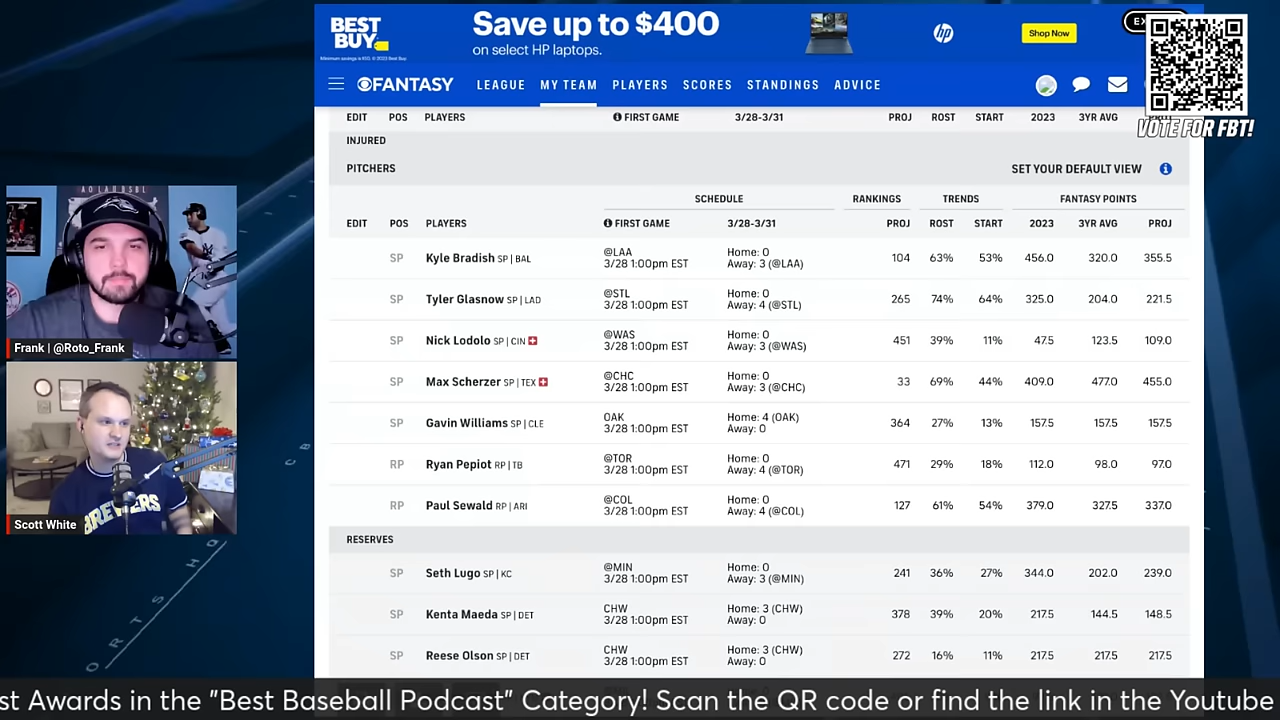 BEST BUY
Minimum savings is $50. © 2023 Best Buy
Save up to $400
on select HP laptops.
hp
Shop Now
FANTASY
LEAGUE MY TEAM PLAYERS SCORES STANDINGS ADVICE
VOTE FOR FBT!
EDIT POS PLAYERS FIRST GAME 3/28-3/31 PROJ ROST START 2023 3YR AVG PROJ
INJURED
PITCHERS SET YOUR DEFAULT VIEW
SCHEDULE RANKINGS TRENDS FANTASY POINTS
EDIT POS PLAYERS FIRST GAME 3/28-3/31 PROJ ROST START 2023 3YR AVG PROJ
SP Kyle Bradish SP | BAL @LAA 3/28 1:00pm EST Home: 0 Away: 3 (@LAA) 104 63% 53% 456.0 320.0 355.5
SP Tyler Glasnow SP | LAD @STL 3/28 1:00pm EST Home: 0 Away: 4 (@STL) 265 74% 64% 325.0 204.0 221.5
SP Nick Lodolo SP | CIN @WAS 3/28 1:00pm EST Home: 0 Away: 3 (@WAS) 451 39% 11% 47.5 123.5 109.0
SP Max Scherzer SP | TEX @CHC 3/28 1:00pm EST Home: 0 Away: 3 (@CHC) 33 69% 44% 409.0 477.0 455.0
SP Gavin Williams SP | CLE OAK 3/28 1:00pm EST Home: 4 (OAK) Away: 0 364 27% 13% 157.5 157.5 157.5
RP Ryan Pepiot RP | TB @TOR 3/28 1:00pm EST Home: 0 Away: 4 (@TOR) 471 29% 18% 112.0 98.0 97.0
RP Paul Sewald RP | ARI @COL 3/28 1:00pm EST Home: 0 Away: 4 (@COL) 127 61% 54% 379.0 327.5 337.0
RESERVES
SP Seth Lugo SP | KC @MIN 3/28 1:00pm EST Home: 0 Away: 3 (@MIN) 241 36% 27% 344.0 202.0 239.0
SP Kenta Maeda SP | DET CHW 3/28 1:00pm EST Home: 3 (CHW) Away: 0 378 39% 20% 217.5 144.5 148.5
SP Reese Olson SP | DET CHW 3/28 1:00pm EST Home: 3 (CHW) Away: 0 272 16% 11% 217.5 217.5 217.5
Frank | @Roto_Frank
BREWERS
Scott White
st Awards in the "Best Baseball Podcast" Category! Scan the QR code or find the link in the Youtube